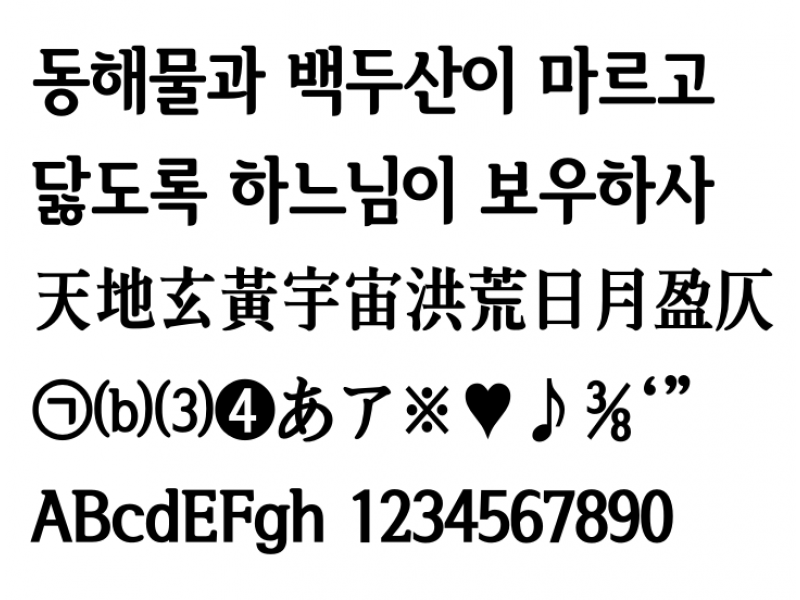 동해물과 백두산이 마르고
닳도록 하느님이 보우하사
天地玄黃宇宙洪荒日月盈仄
㉠⒝⑶❹あア※♥♪⅜‘”
ABcdEFgh 1234567890